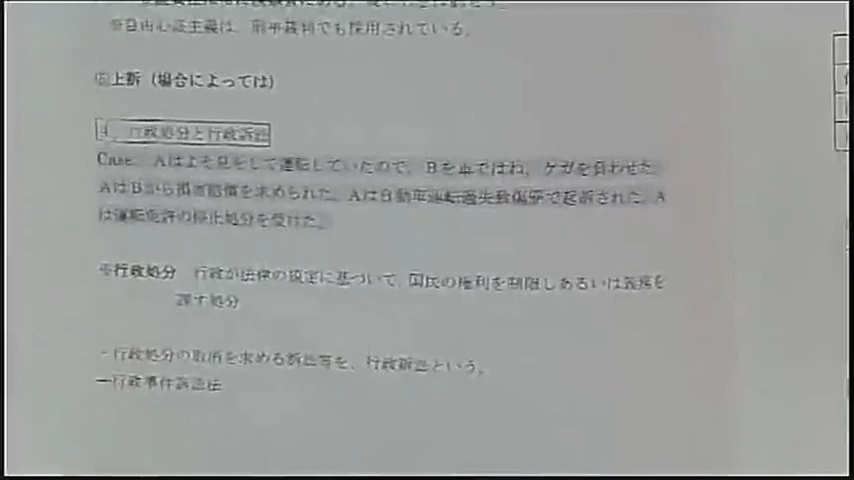 ※自由心証主義は、刑事裁判でも採用されている。
⑤上訴（場合によっては）
4．行政処分と行政訴訟
Case. Aはよそ見をして運転していたので、Bを車ではね、ケガを負わせた。
AはBから損害賠償を求められた。Aは自動車運転過失致傷罪で起訴された。A
は運転免許の停止処分を受けた。
※行政処分 行政が法律の規定に基づいて、国民の権利を制限しあるいは義務を
課す処分
・行政処分の取消を求める訴訟等を、行政訴訟という。
ー行政事件訴訟法